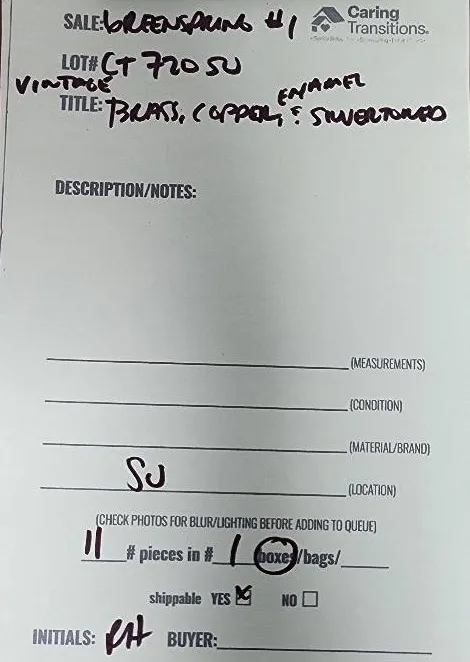 SALE: GREENSPRING #1 Caring Transitions.
LOT# CT 720 SU
VINTAGE ENAMEL
TITLE: BRASS, COPPER, & SILVERTONED
DESCRIPTION/NOTES:
(MEASUREMENTS)
(CONDITION)
(MATERIAL/BRAND)
SU (LOCATION)
(CHECK PHOTOS FOR BLUR/LIGHTING BEFORE ADDING TO QUEUE)
11 # pieces in # 1 boxes/bags/
shippable YES ☒ NO ☐
INITIALS: RH BUYER: